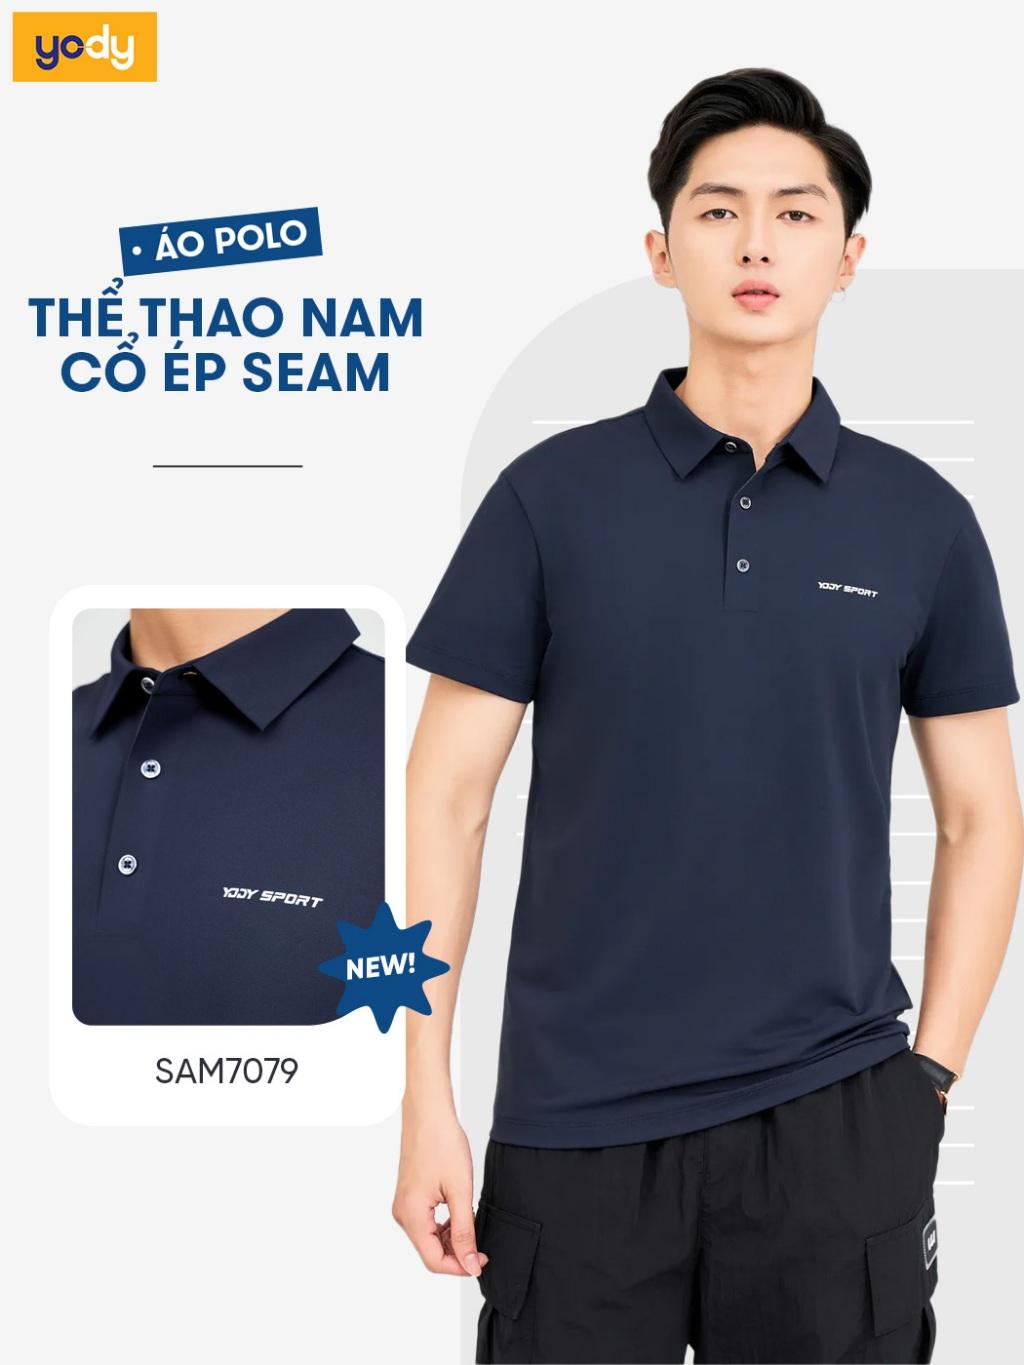 yody
• ÁO POLO
THỂ THAO NAM
CỔ ÉP SEAM
YODY SPORT
YODY SPORT
NEW!
SAM7079